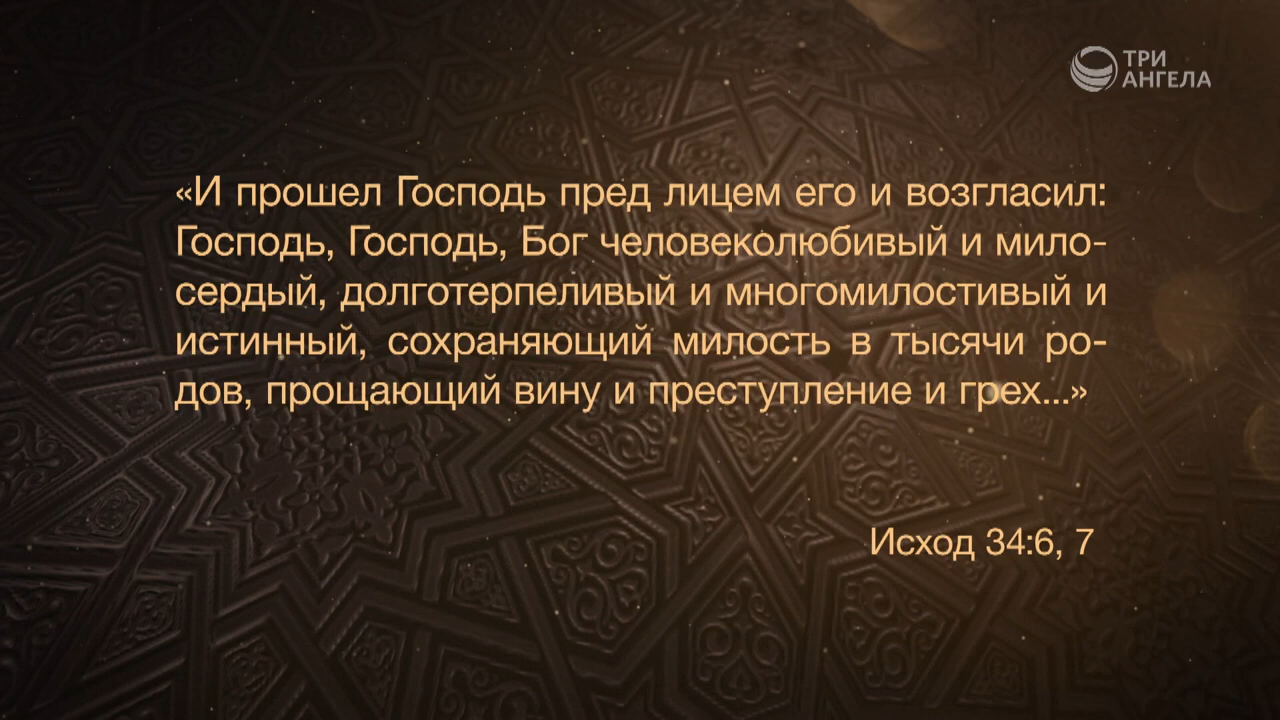 ТРИ
АНГЕЛА
«И прошел Господь пред лицем его и возгласил:
Господь, Господь, Бог человеколюбивый и мило-
сердый, долготерпеливый и многомилостивый и
истинный, сохраняющий милость в тысячи ро-
дов, прощающий вину и преступление и грех...»
Исход 34:6, 7